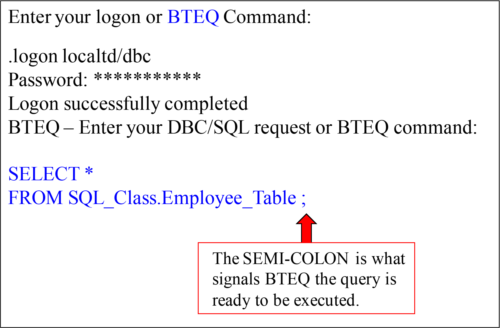 Enter your logon or BTEQ Command:
.logon localtd/dbc
Password: ***********
Logon successfully completed
BTEQ – Enter your DBC/SQL request or BTEQ command:
SELECT *
FROM SQL_Class.Employee_Table ;
The SEMI-COLON is what
signals BTEQ the query is
ready to be executed.